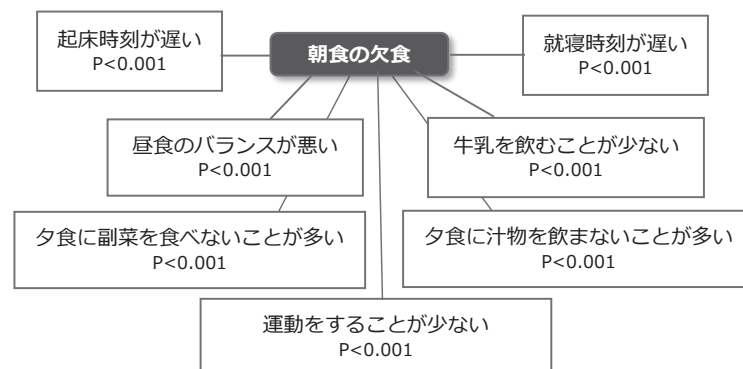 起床時刻が遅い
P<0.001
朝食の欠食
就寝時刻が遅い
P<0.001
昼食のバランスが悪い
P<0.001
牛乳を飲むことが少ない
P<0.001
夕食に副菜を食べないことが多い
P<0.001
夕食に汁物を飲まないことが多い
P<0.001
運動をすることが少ない
P<0.001